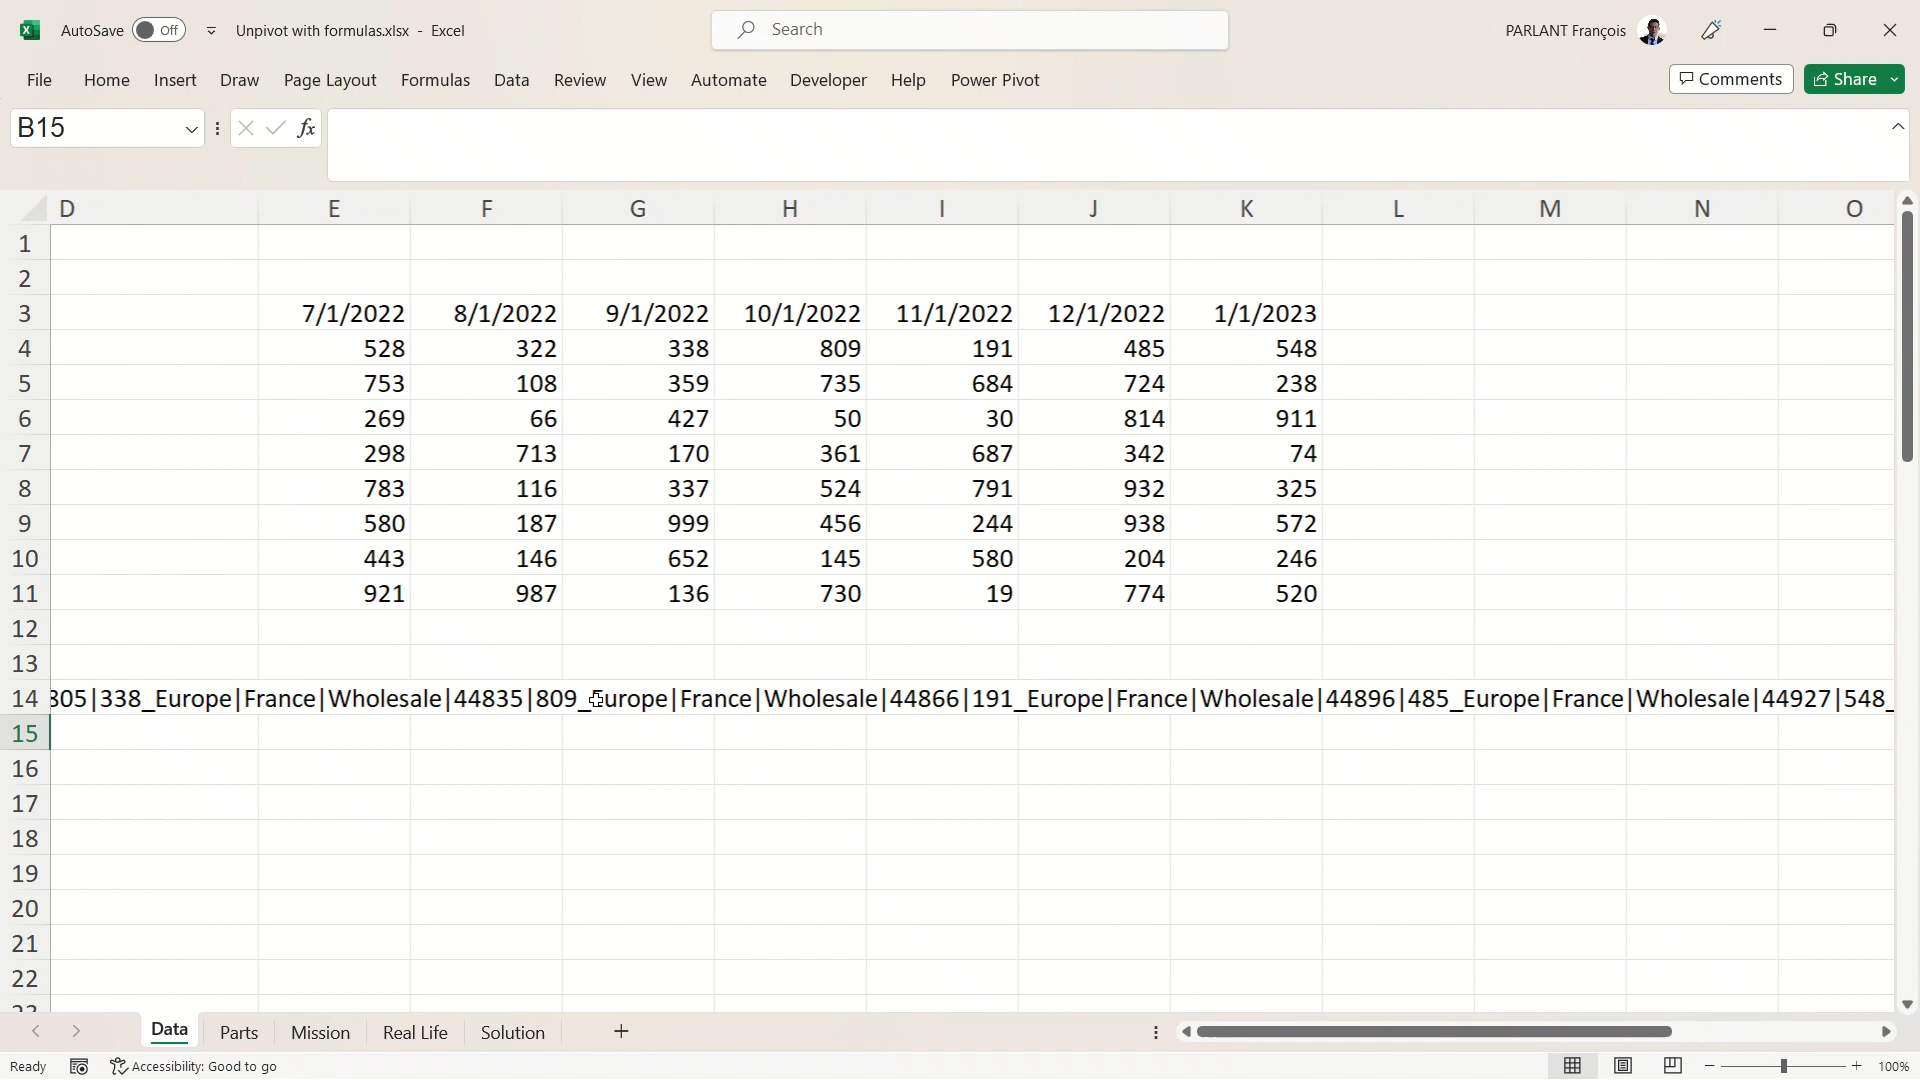 AutoSave Off Unpivot with formulas.xlsx - Excel Search PARLANT François
File Home Insert Draw Page Layout Formulas Data Review View Automate Developer Help Power Pivot Comments Share
B15 fx
D E F G H I J K L M N O
1
2
3 7/1/2022 8/1/2022 9/1/2022 10/1/2022 11/1/2022 12/1/2022 1/1/2023
4 528 322 338 809 191 485 548
5 753 108 359 735 684 724 238
6 269 66 427 50 30 814 911
7 298 713 170 361 687 342 74
8 783 116 337 524 791 932 325
9 580 187 999 456 244 938 572
10 443 146 652 145 580 204 246
11 921 987 136 730 19 774 520
12
13
14 805|338_Europe|France|Wholesale|44835|809_Europe|France|Wholesale|44866|191_Europe|France|Wholesale|44896|485_Europe|France|Wholesale|44927|548_
15
16
17
18
19
20
21
22
23
Data Parts Mission Real Life Solution
Ready Accessibility: Good to go 100%